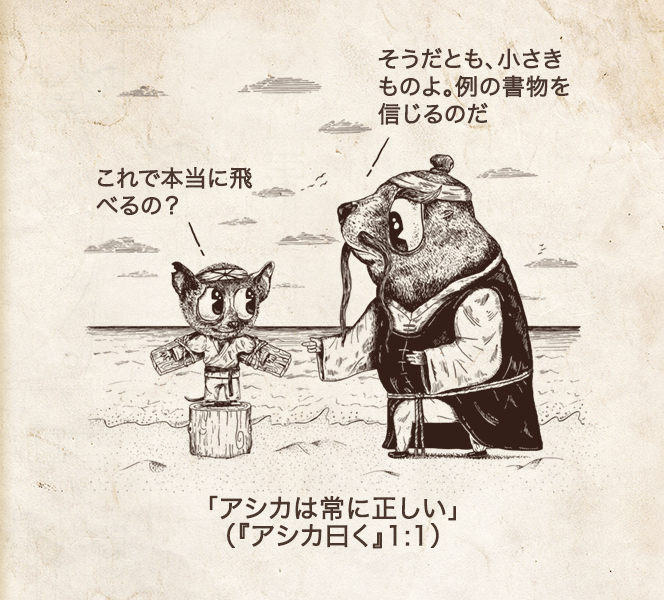 これで本当に飛
べるの？
そうだとも、小さき
ものよ。例の書物を
信じるのだ
「アシカは常に正しい」
（『アシカ曰く』1:1）